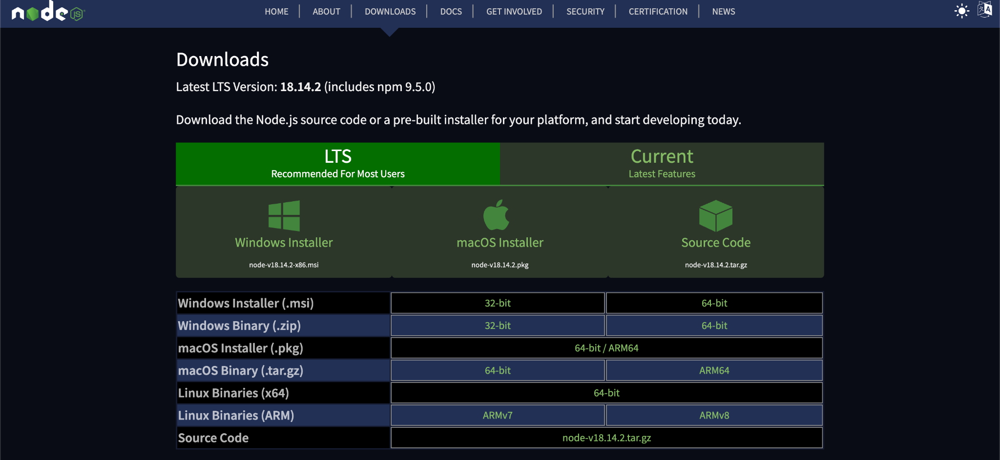 node JS
HOME | ABOUT | DOWNLOADS | DOCS | GET INVOLVED | SECURITY | CERTIFICATION | NEWS
文A
Downloads
Latest LTS Version: 18.14.2 (includes npm 9.5.0)
Download the Node.js source code or a pre-built installer for your platform, and start developing today.
LTS Current
Recommended For Most Users Latest Features
Windows Installer macOS Installer Source Code
node-v18.14.2-x86.msi node-v18.14.2.pkg node-v18.14.2.tar.gz
Windows Installer (.msi) 32-bit 64-bit
Windows Binary (.zip) 32-bit 64-bit
macOS Installer (.pkg) 64-bit / ARM64
macOS Binary (.tar.gz) 64-bit ARM64
Linux Binaries (x64) 64-bit
Linux Binaries (ARM) ARMv7 ARMv8
Source Code node-v18.14.2.tar.gz